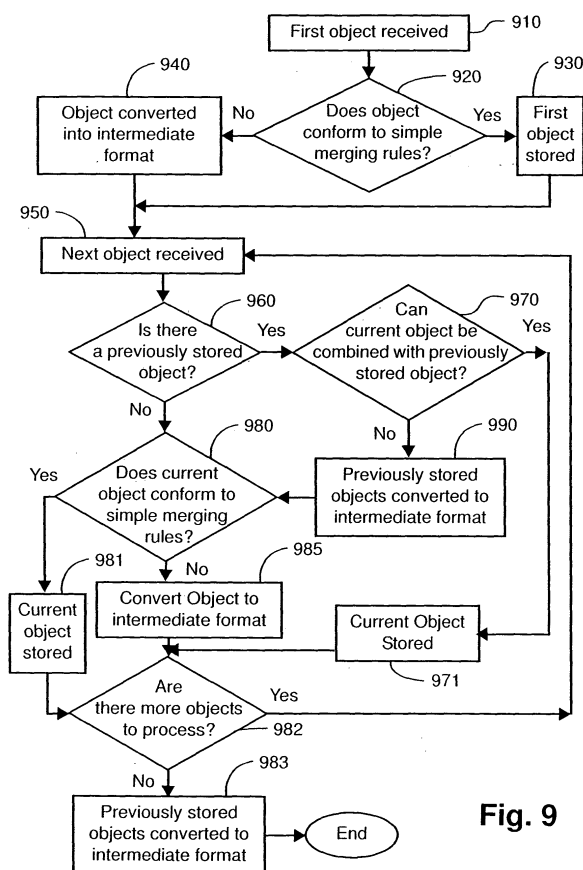 First object received
910
940
920
930
Object converted
into intermediate
format
No
Does object
conform to simple
merging rules?
Yes
First
object
stored
950
Next object received
960
970
Is there
a previously stored
object?
Yes
Can
current object be
combined with previously
stored object?
Yes
No
980
No
990
Yes
Does current
object conform to
simple merging
rules?
Previously stored
objects converted to
intermediate format
981
No
985
Current
object
stored
Convert Object to
intermediate format
Current Object
Stored
971
Are
there more objects
to process?
Yes
982
No
983
Previously stored
objects converted to
intermediate format
End
Fig. 9